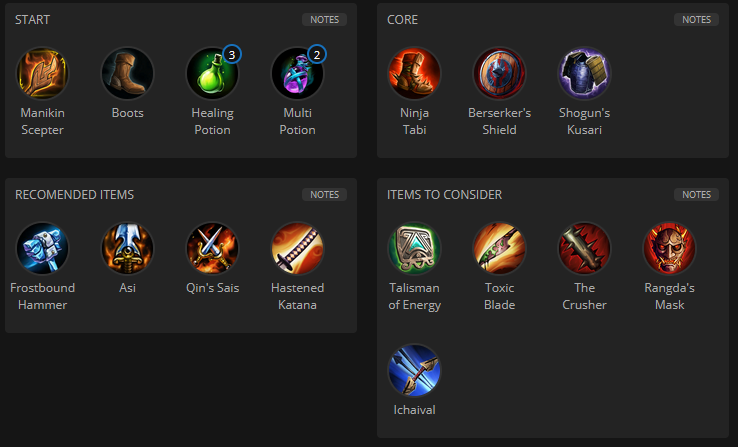 START
NOTES
3
2
Manikin
Scepter
Boots
Healing
Potion
Multi
Potion
CORE
NOTES
Ninja
Tabi
Berserker's
Shield
Shogun's
Kusari
RECOMENDED ITEMS
NOTES
Frostbound
Hammer
Asi
Qin's Sais
Hastened
Katana
ITEMS TO CONSIDER
NOTES
Talisman
of Energy
Toxic
Blade
The
Crusher
Rangda's
Mask
Ichaival